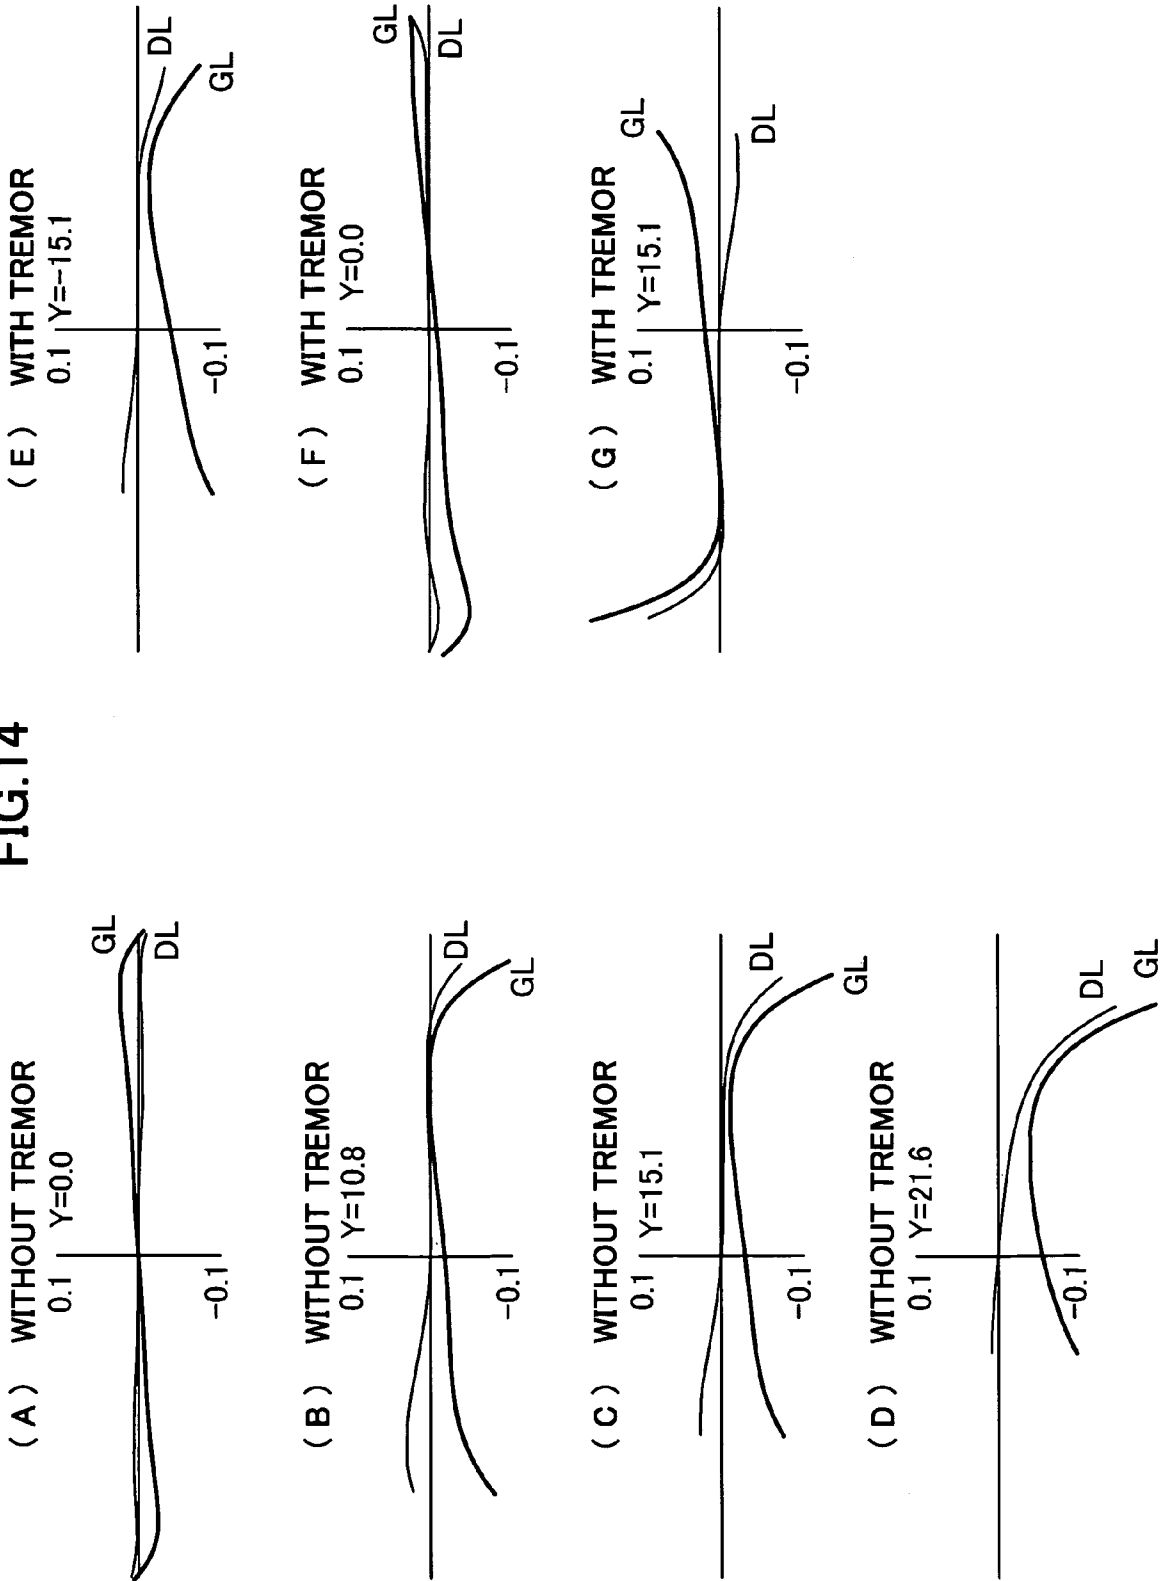 FIG.14
(A) WITHOUT TREMOR
0.1 Y=0.0
GL
DL
-0.1
(B) WITHOUT TREMOR
0.1 Y=10.8
DL
GL
-0.1
(C) WITHOUT TREMOR
0.1 Y=15.1
DL
GL
-0.1
(D) WITHOUT TREMOR
0.1 Y=21.6
DL
GL
-0.1
(E) WITH TREMOR
0.1 Y=-15.1
DL
GL
-0.1
(F) WITH TREMOR
0.1 Y=0.0
GL
DL
-0.1
(G) WITH TREMOR
0.1 Y=15.1
GL
DL
-0.1